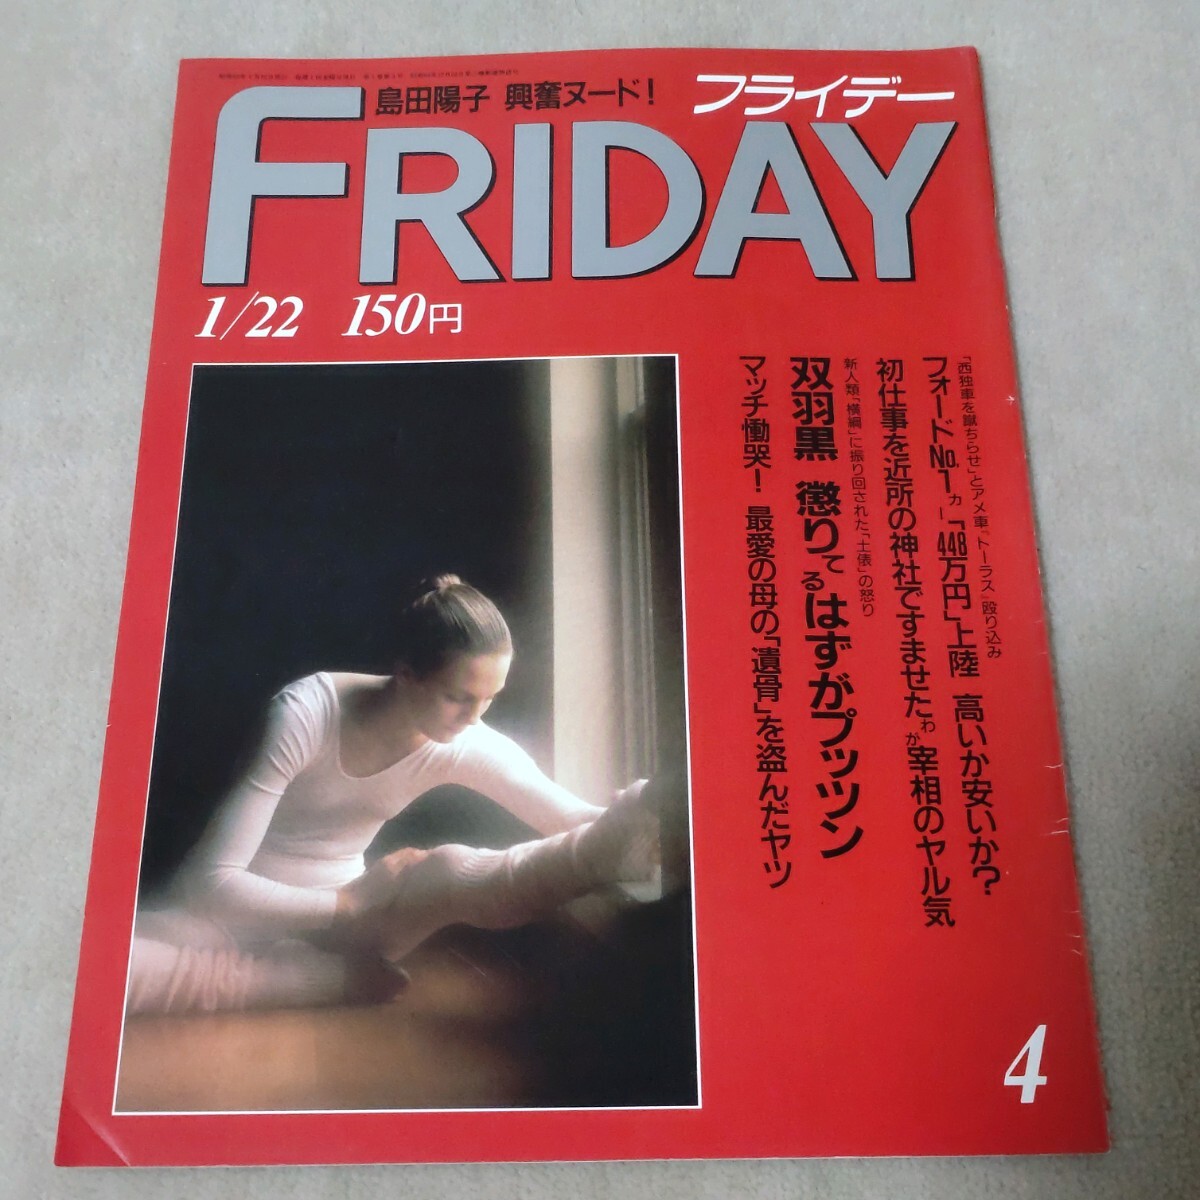 島田陽子 興奮ヌード!
フライデー
FRIDAY
1/22 150円
「西独車を蹴ちらせ」とアメ車『トーラス』殴り込み
フォードNo.1カー「448万円」上陸 高いか安いか?
初仕事を近所の神社ですませたわが宰相のヤル気
新人類「横綱」に振り回された「土俵」の怒り
双羽黒 懲りてるはずがプッツン
マッチ慟哭! 最愛の母の「遺骨」を盗んだヤツ
4